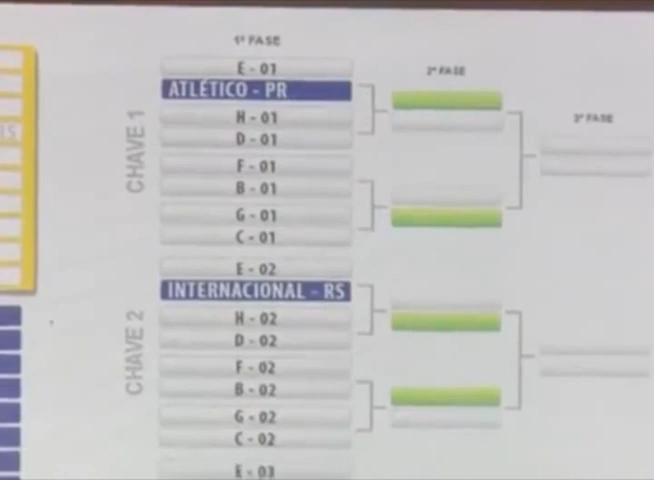 1ª FASE
E - 01
ATLÉTICO - PR
2ª FASE
H - 01
D - 01
3ª FASE
F - 01
B - 01
G - 01
C - 01
CHAVE 1
E - 02
INTERNACIONAL - RS
H - 02
D - 02
F - 02
B - 02
G - 02
C - 02
CHAVE 2
E - 03